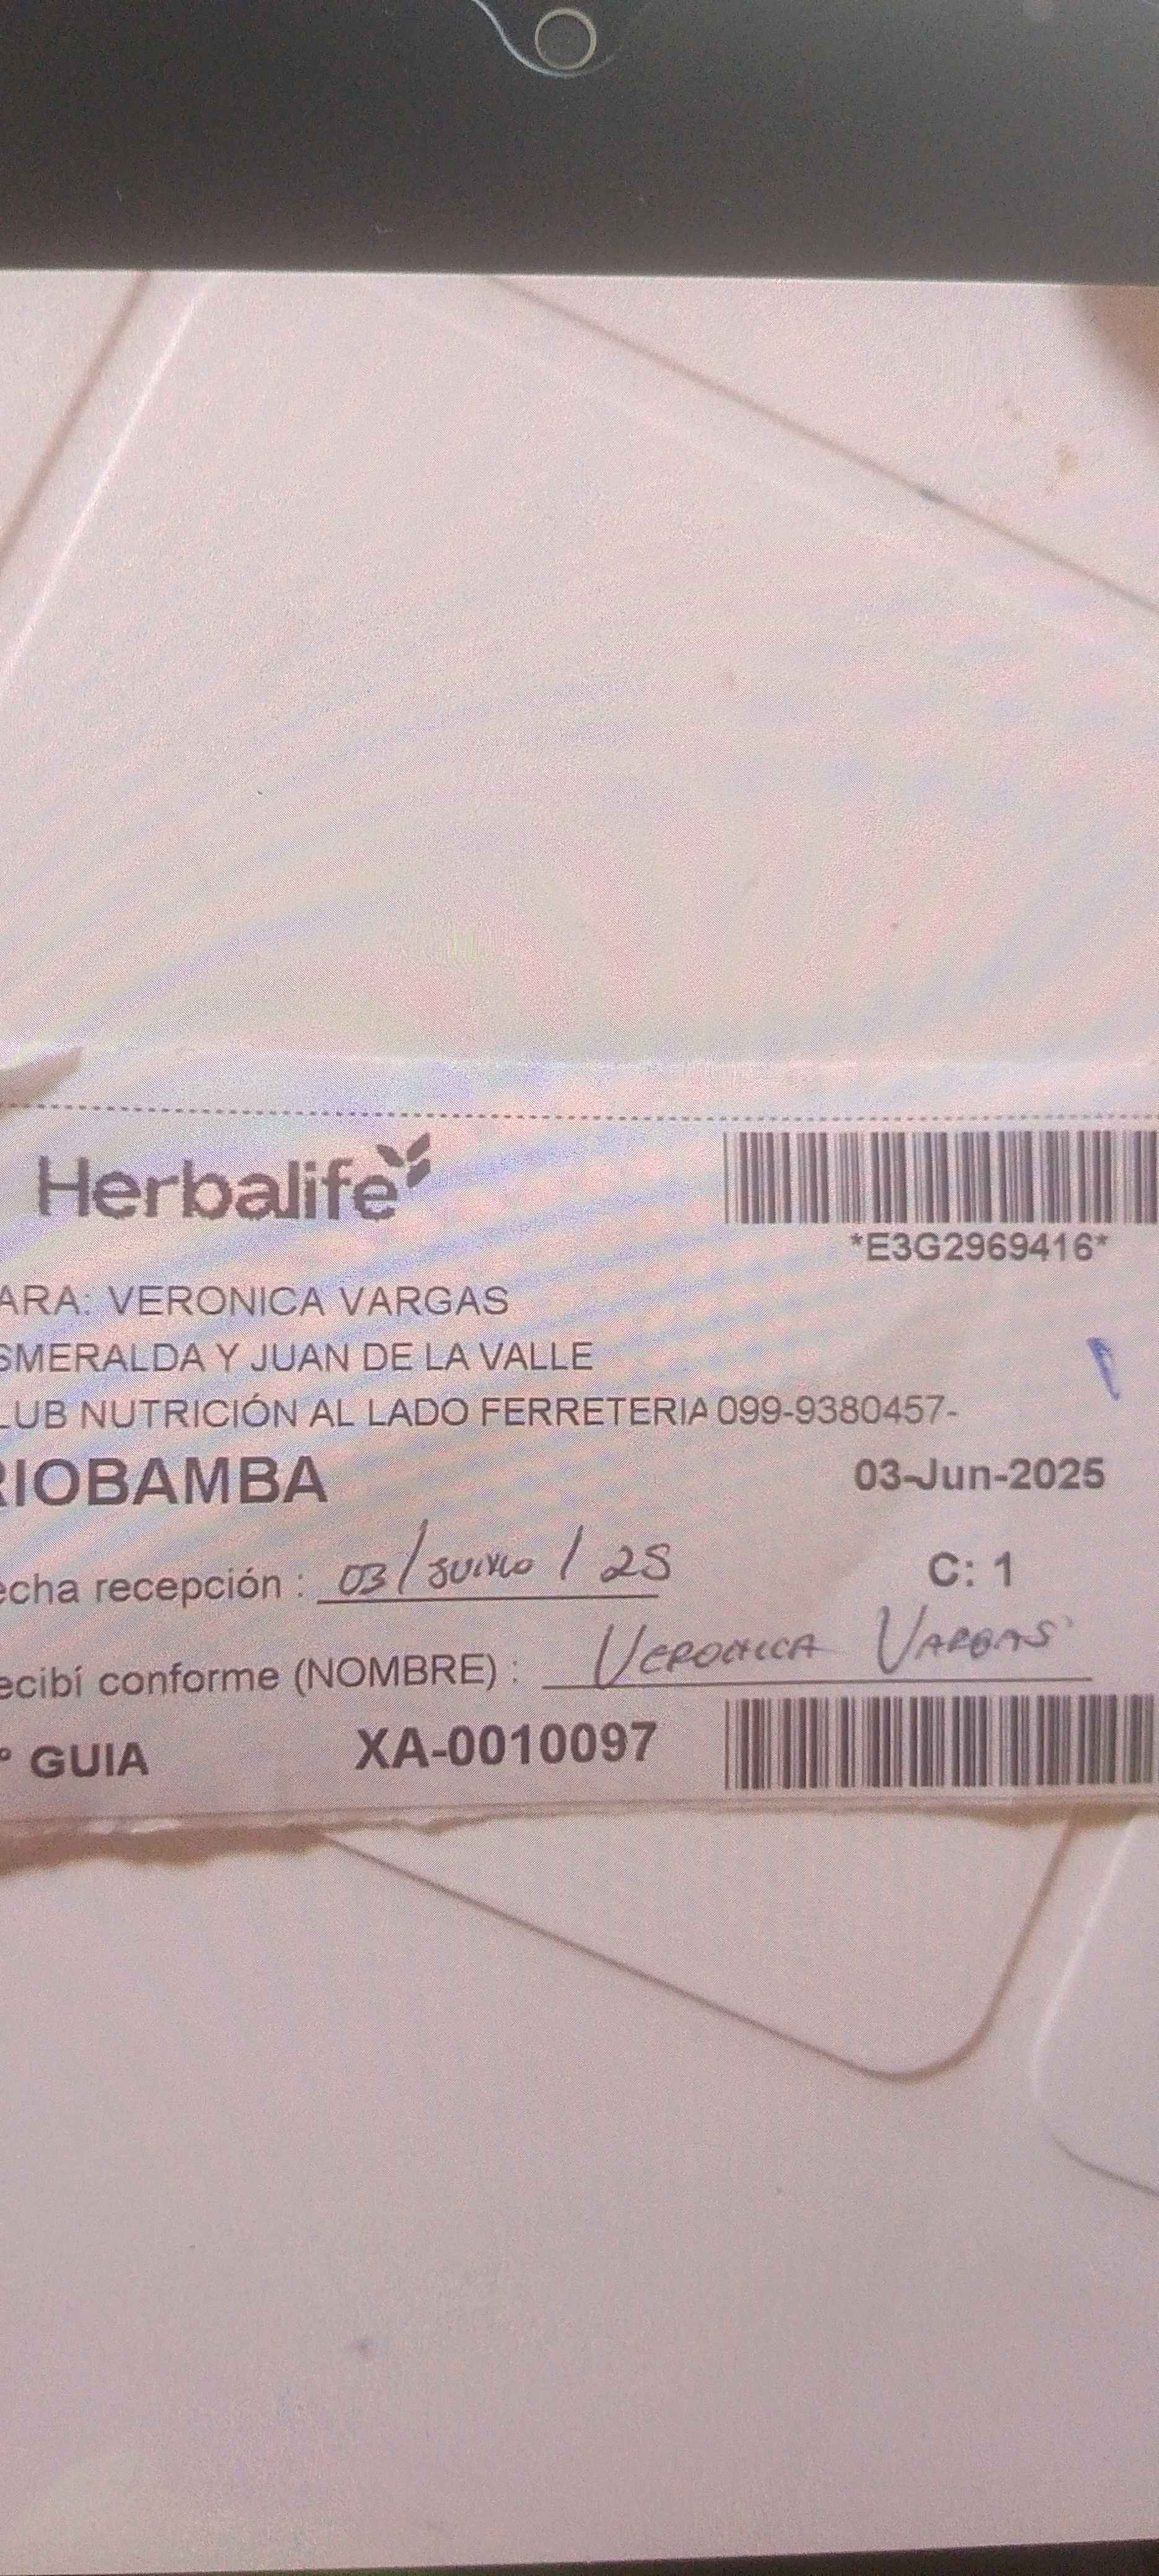 Herbalife
*E3G2969416*
ARA: VERONICA VARGAS
SMERALDA Y JUAN DE LA VALLE
LUB NUTRICIÓN AL LADO FERRETERIA 099-9380457-
RIOBAMBA 03-Jun-2025
echa recepción : 03/JUNIO/25 C: 1
ecibí conforme (NOMBRE) : VERONICA VARGAS
° GUIA XA-0010097